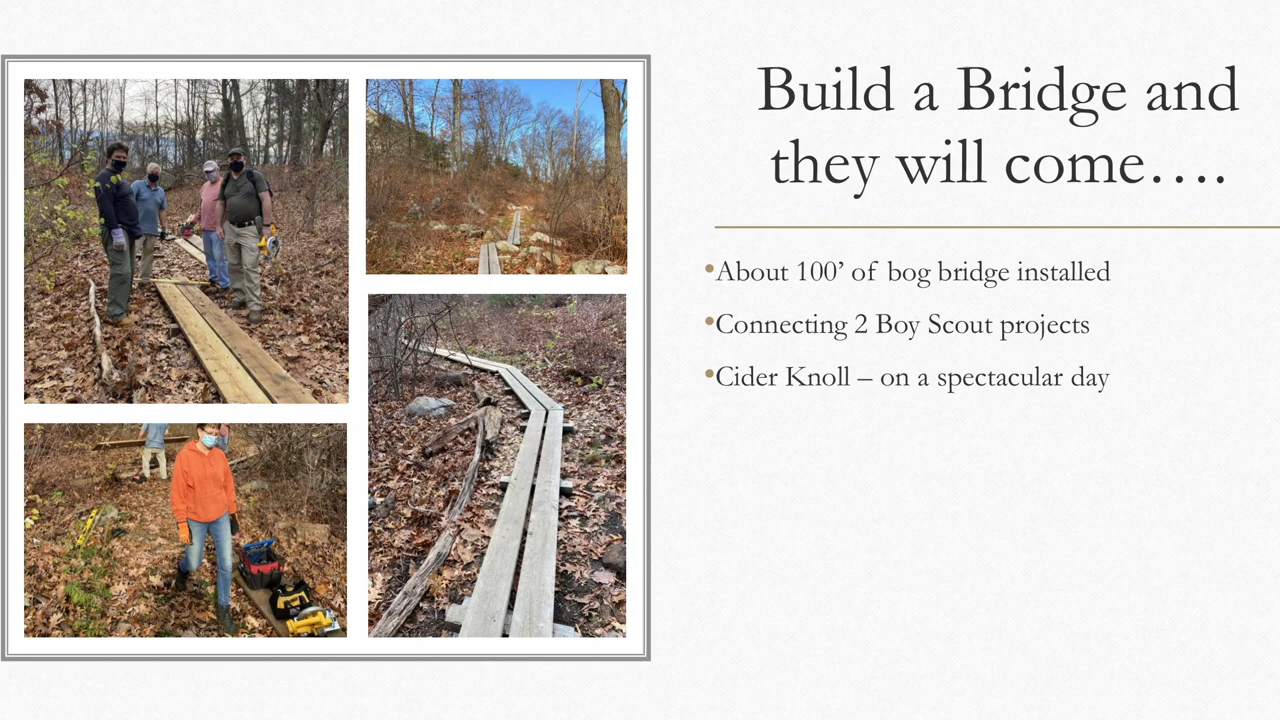 Build a Bridge and
they will come….
•About 100’ of bog bridge installed
•Connecting 2 Boy Scout projects
•Cider Knoll – on a spectacular day